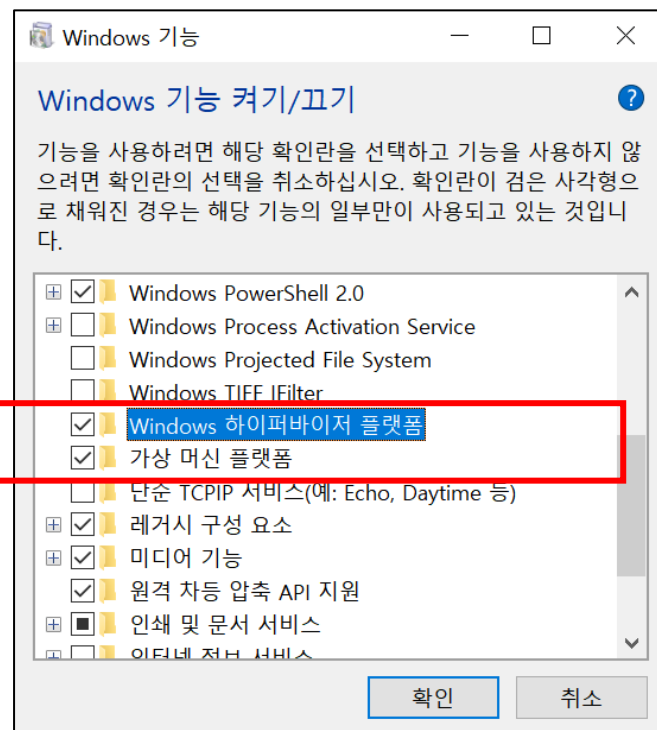 Windows 기능
Windows 기능 켜기/끄기
기능을 사용하려면 해당 확인란을 선택하고 기능을 사용하지 않
으려면 확인란의 선택을 취소하십시오. 확인란이 검은 사각형으
로 채워진 경우는 해당 기능의 일부만이 사용되고 있는 것입니
다.
Windows PowerShell 2.0
Windows Process Activation Service
Windows Projected File System
Windows TIFF IFilter
Windows 하이퍼바이저 플랫폼
가상 머신 플랫폼
단순 TCPIP 서비스(예: Echo, Daytime 등)
레거시 구성 요소
미디어 기능
원격 차등 압축 API 지원
인쇄 및 문서 서비스
인터넷 정보 서비스
확인
취소